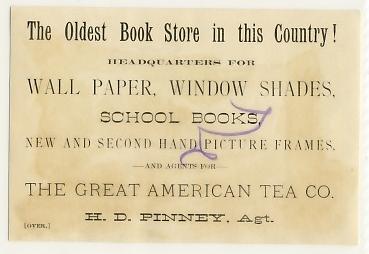 The Oldest Book Store in this Country!
HEADQUARTERS FOR
WALL PAPER, WINDOW SHADES,
SCHOOL BOOKS,
NEW AND SECOND HAND PICTURE FRAMES.
—AND AGENTS FOR—
THE GREAT AMERICAN TEA CO.
H. D. PINNEY, Agt.
[OVER.]